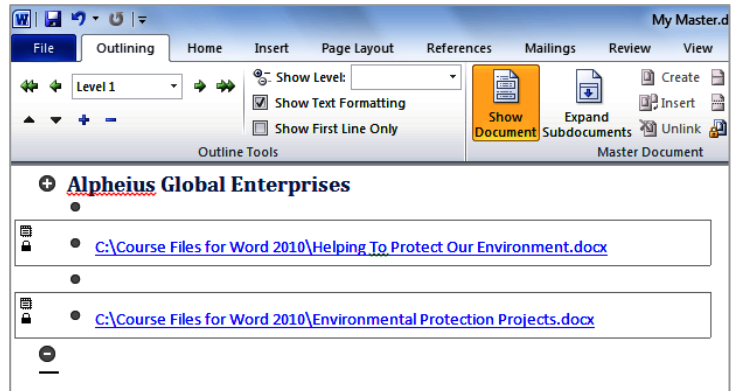 W
My Master.d
File Outlining Home Insert Page Layout References Mailings Review View
Level 1 Show Level: Create
Show Text Formatting Insert
Show First Line Only Unlink
Show Document Expand Subdocuments
Outline Tools Master Document
Alpheius Global Enterprises
C:\Course Files for Word 2010\Helping To Protect Our Environment.docx
C:\Course Files for Word 2010\Environmental Protection Projects.docx